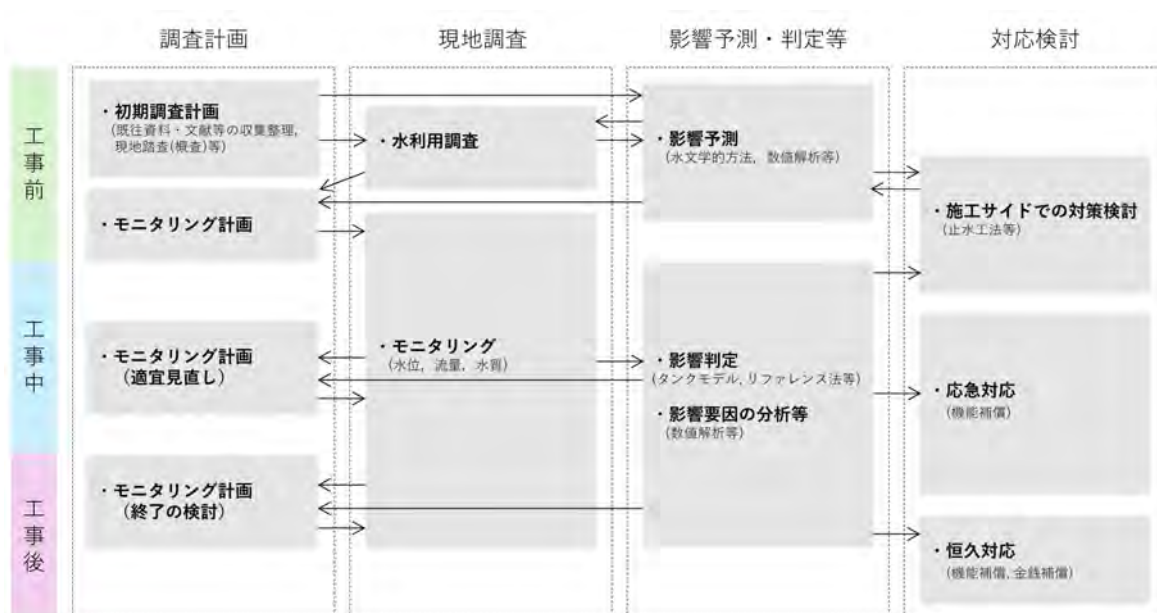 調査計画
現地調査
影響予測・判定等
対応検討
工事前
・初期調査計画
(既往資料・文献等の収集整理,
現地踏査(概査)等)
・水利用調査
・影響予測
(水文学的方法, 数値解析等)
・モニタリング計画
・施工サイドでの対策検討
(止水工法等)
工事中
・モニタリング計画
(適宜見直し)
・モニタリング
(水位, 流量, 水質)
・影響判定
(タンクモデル, リファレンス法等)
・影響要因の分析等
(数値解析等)
・応急対応
(機能補償)
工事後
・モニタリング計画
(終了の検討)
・恒久対応
(機能補償, 金銭補償)